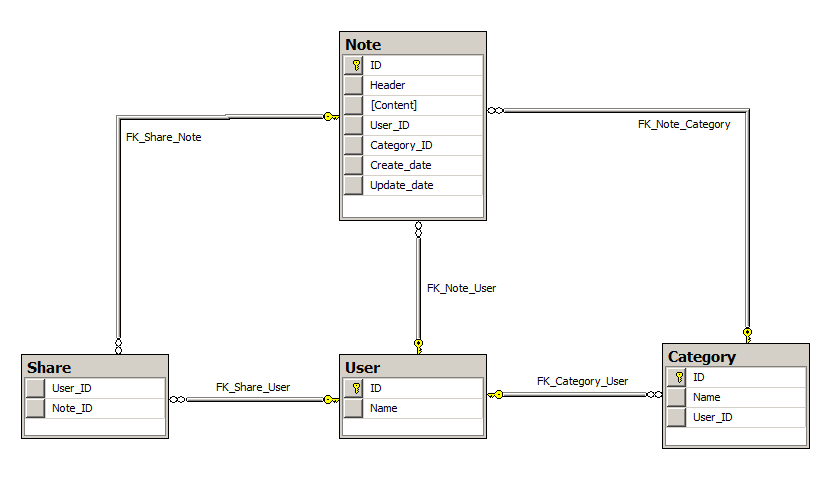 Note
ID
Header
[Content]
User_ID
Category_ID
Create_date
Update_date
FK_Share_Note
FK_Note_Category
FK_Note_User
Share
User_ID
Note_ID
FK_Share_User
User
ID
Name
FK_Category_User
Category
ID
Name
User_ID